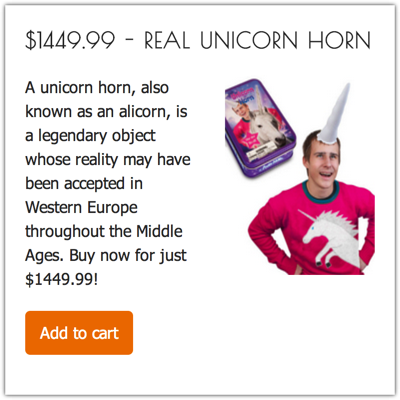 $1449.99 - REAL UNICORN HORN
A unicorn horn, also
known as an alicorn, is
a legendary object
whose reality may have
been accepted in
Western Europe
throughout the Middle
Ages. Buy now for just
$1449.99!
Add to cart